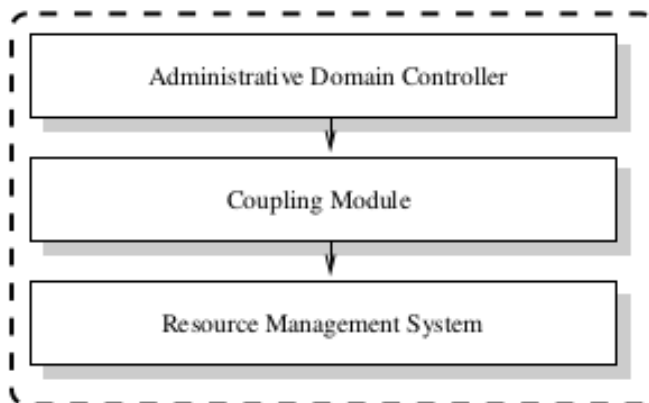 Administrative Domain Controller
Coupling Module
Resource Management System